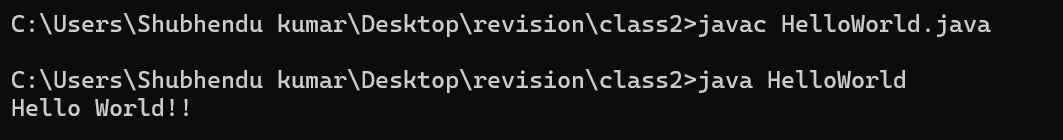 C:\Users\Shubhendu kumar\Desktop\revision\class2>javac HelloWorld.java
C:\Users\Shubhendu kumar\Desktop\revision\class2>java HelloWorld
Hello World!!